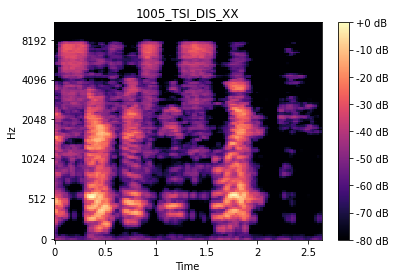 1005_TSI_DIS_XX
8192
4096
2048
1024
512
0
Hz
0
0.5
1
1.5
2
2.5
Time
+0 dB
-10 dB
-20 dB
-30 dB
-40 dB
-50 dB
-60 dB
-70 dB
-80 dB